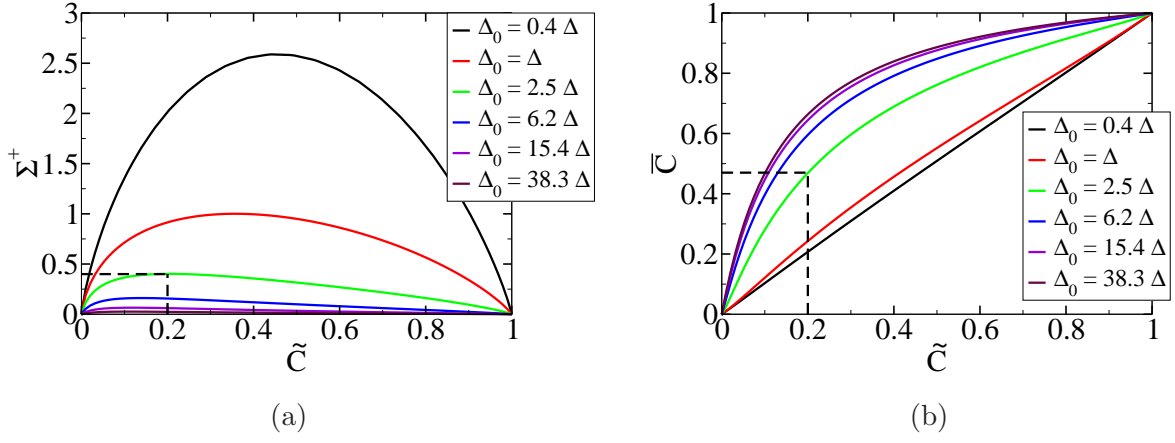 3
2.5
2
1.5
1
0.5
0
Σ⁺
0 0.2 0.4 0.6 0.8 1
C̃
Δ₀ = 0.4 Δ
Δ₀ = Δ
Δ₀ = 2.5 Δ
Δ₀ = 6.2 Δ
Δ₀ = 15.4 Δ
Δ₀ = 38.3 Δ
(a)
1
0.8
0.6
0.4
0.2
0
C̅
0 0.2 0.4 0.6 0.8 1
C̃
Δ₀ = 0.4 Δ
Δ₀ = Δ
Δ₀ = 2.5 Δ
Δ₀ = 6.2 Δ
Δ₀ = 15.4 Δ
Δ₀ = 38.3 Δ
(b)